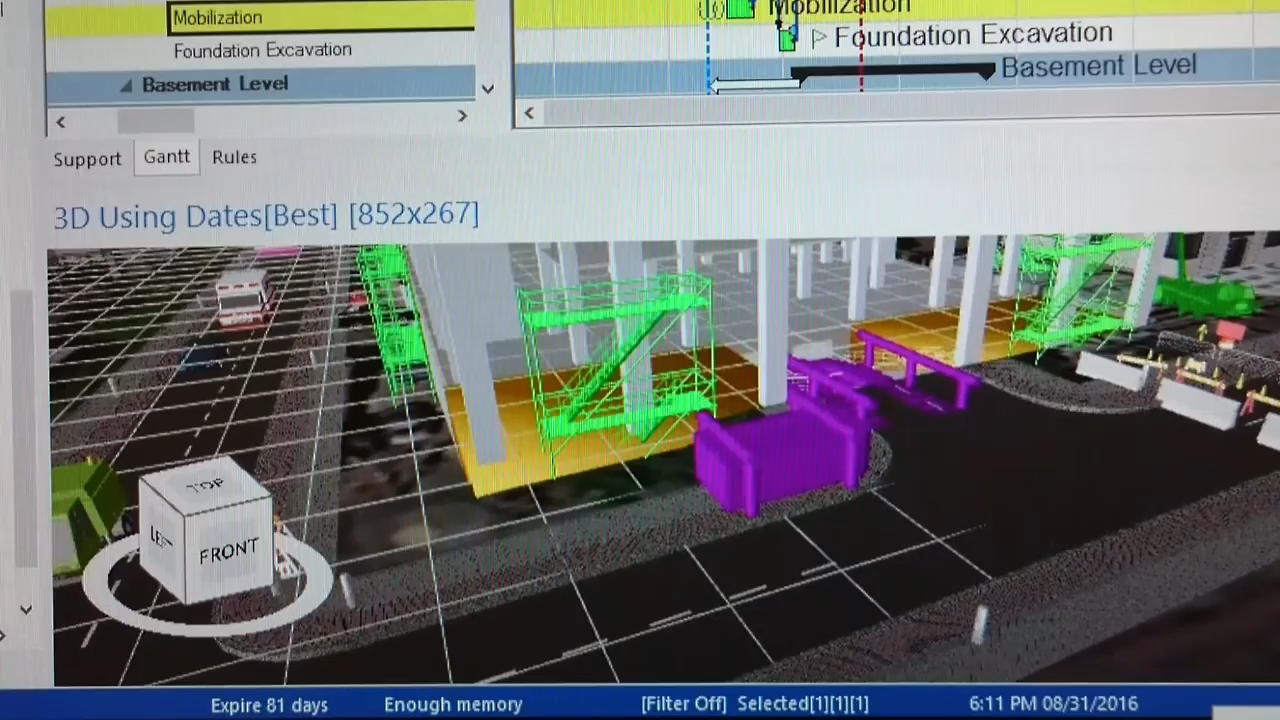 Mobilization
Mobilization
Foundation Excavation
Foundation Excavation
Basement Level
Basement Level
Support Gantt Rules
3D Using Dates[Best] [852x267]
TOP
FRONT
Expire 81 days Enough memory [Filter Off] Selected[1][1][1] 6:11 PM 08/31/2016